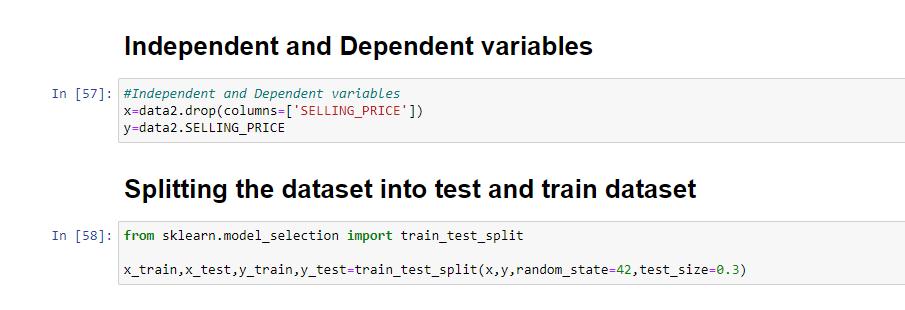 Independent and Dependent variables
In [57]: #Independent and Dependent variables
x=data2.drop(columns=['SELLING_PRICE'])
y=data2.SELLING_PRICE
Splitting the dataset into test and train dataset
In [58]: from sklearn.model_selection import train_test_split
x_train,x_test,y_train,y_test=train_test_split(x,y,random_state=42,test_size=0.3)